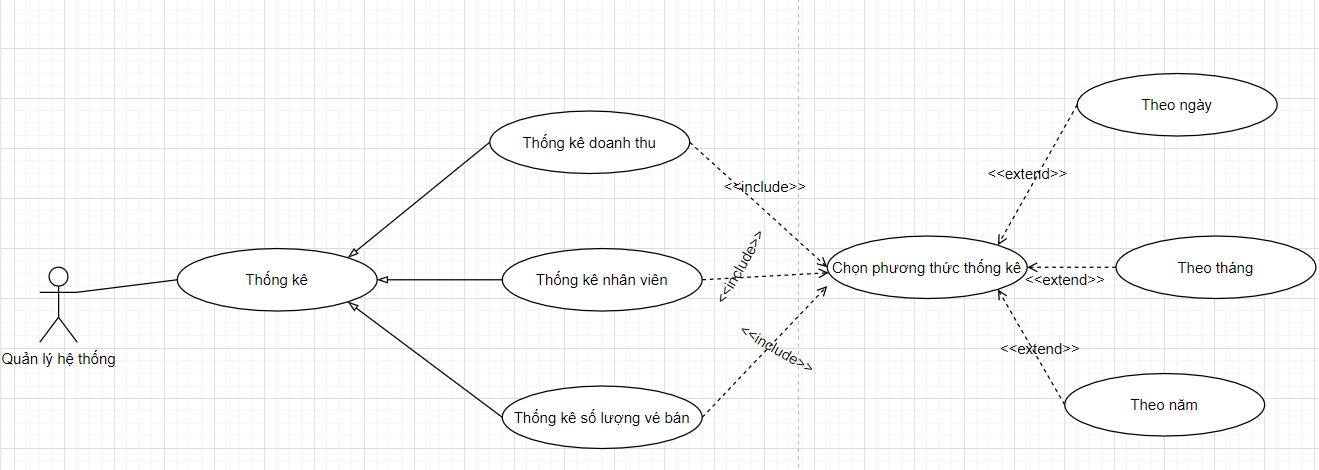 Theo ngày
Thống kê doanh thu
<<extend>>
<<include>>
Thống kê
Thống kê nhân viên
<<include>>
Chọn phương thức thống kê
Theo tháng
<<extend>>
Quản lý hệ thống
<<include>>
<<extend>>
Thống kê số lượng vé bán
Theo năm